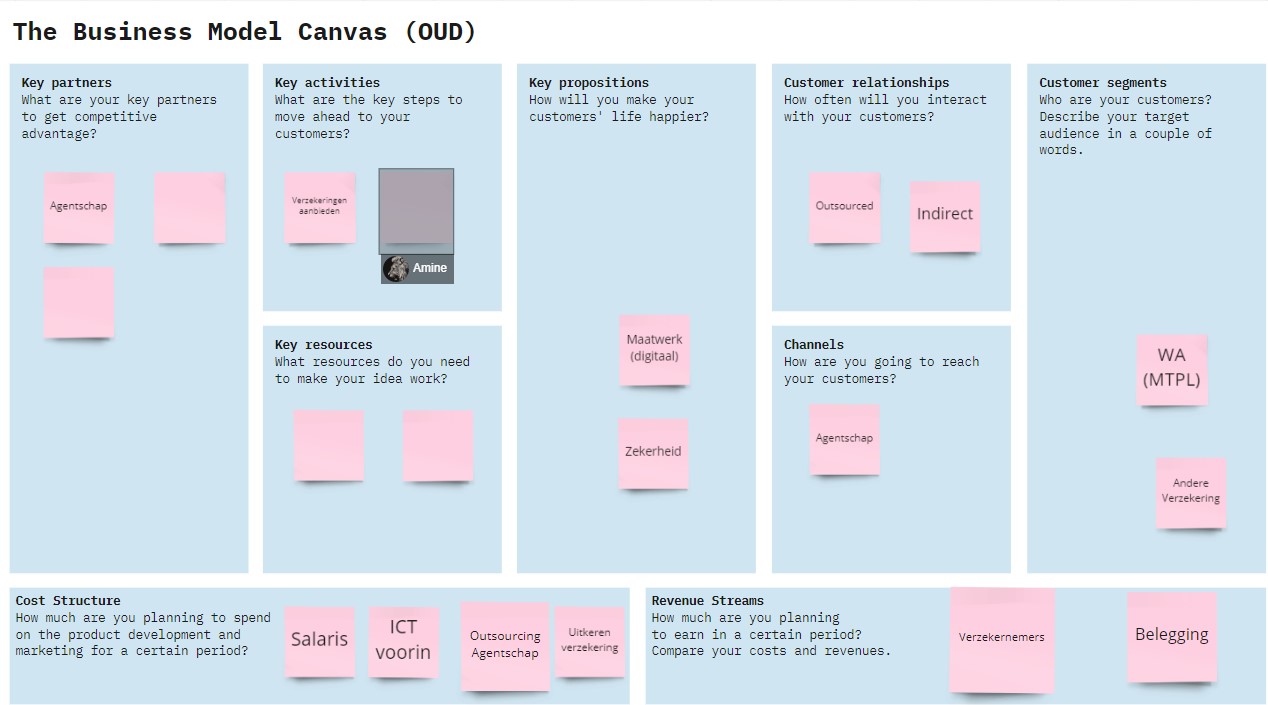 The Business Model Canvas (OUD)
Key partners
What are your key partners
to get competitive
advantage?
Agentschap
Key activities
What are the key steps to
move ahead to your
customers?
Verzekeringen
aanbieden
Amine
Key resources
What resources do you need
to make your idea work?
Key propositions
How will you make your
customers' life happier?
Maatwerk
(digitaal)
Zekerheid
Customer relationships
How often will you interact
with your customers?
Outsourced
Indirect
Channels
How are you going to reach
your customers?
Agentschap
Customer segments
Who are your customers?
Describe your target
audience in a couple of
words.
WA
(MTPL)
Andere
Verzekering
Cost Structure
How much are you planning to spend
on the product development and
marketing for a certain period?
Salaris
ICT
voorin
Outsourcing
Agentschap
Uitkeren
verzekering
Revenue Streams
How much are you planning
to earn in a certain period?
Compare your costs and revenues.
Verzekernemers
Belegging